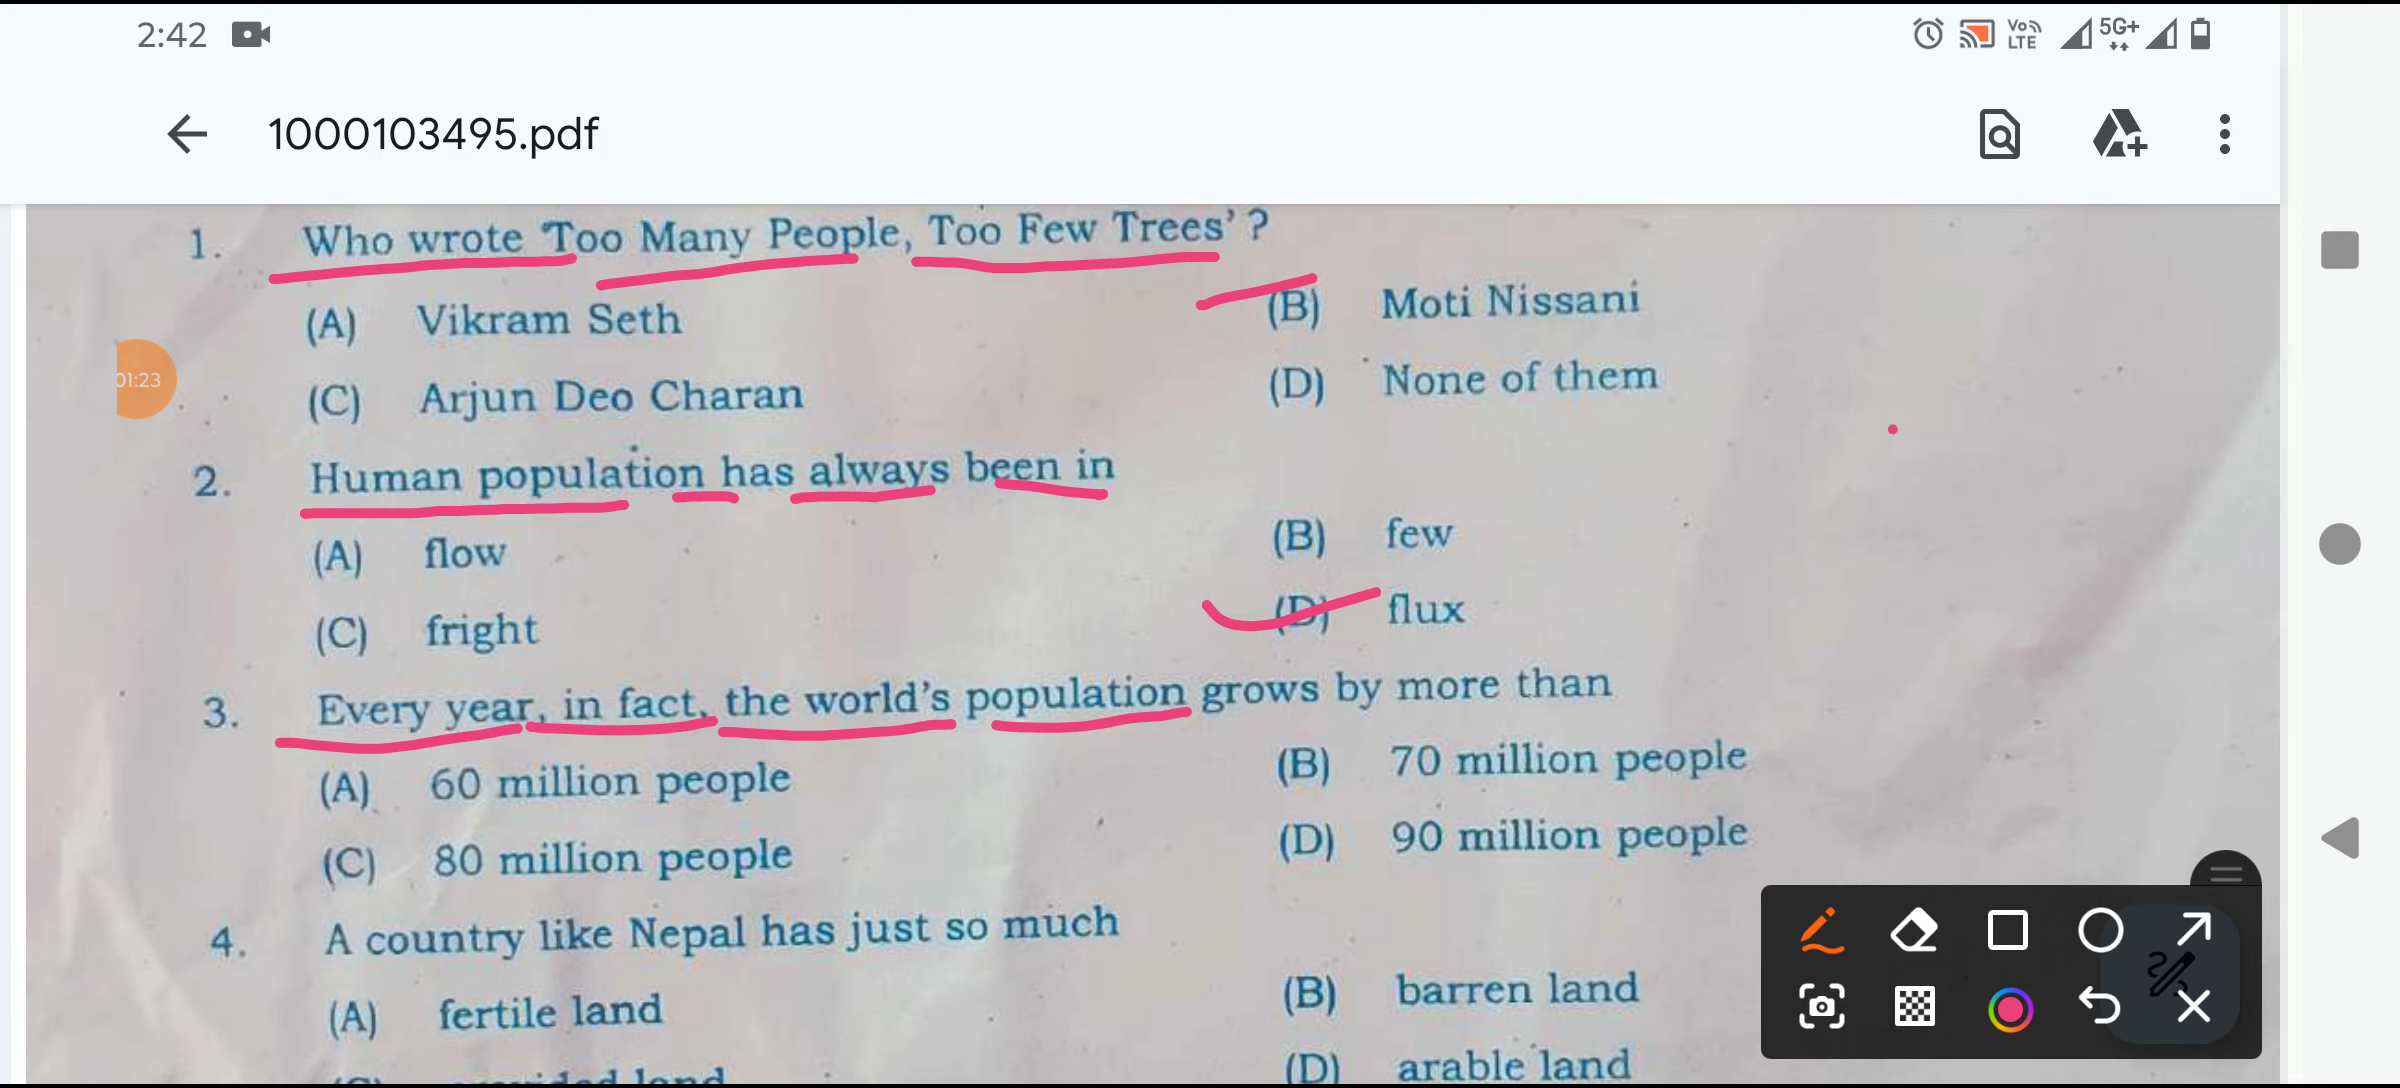 2:42
Vo LTE 5G+
1000103495.pdf
1. Who wrote 'Too Many People, Too Few Trees' ?
(A) Vikram Seth (B) Moti Nissani
01:23
(C) Arjun Deo Charan (D) None of them
2. Human population has always been in
(A) flow (B) few
(C) fright (D) flux
3. Every year, in fact, the world's population grows by more than
(A) 60 million people (B) 70 million people
(C) 80 million people (D) 90 million people
4. A country like Nepal has just so much
(A) fertile land (B) barren land
(D) arable land